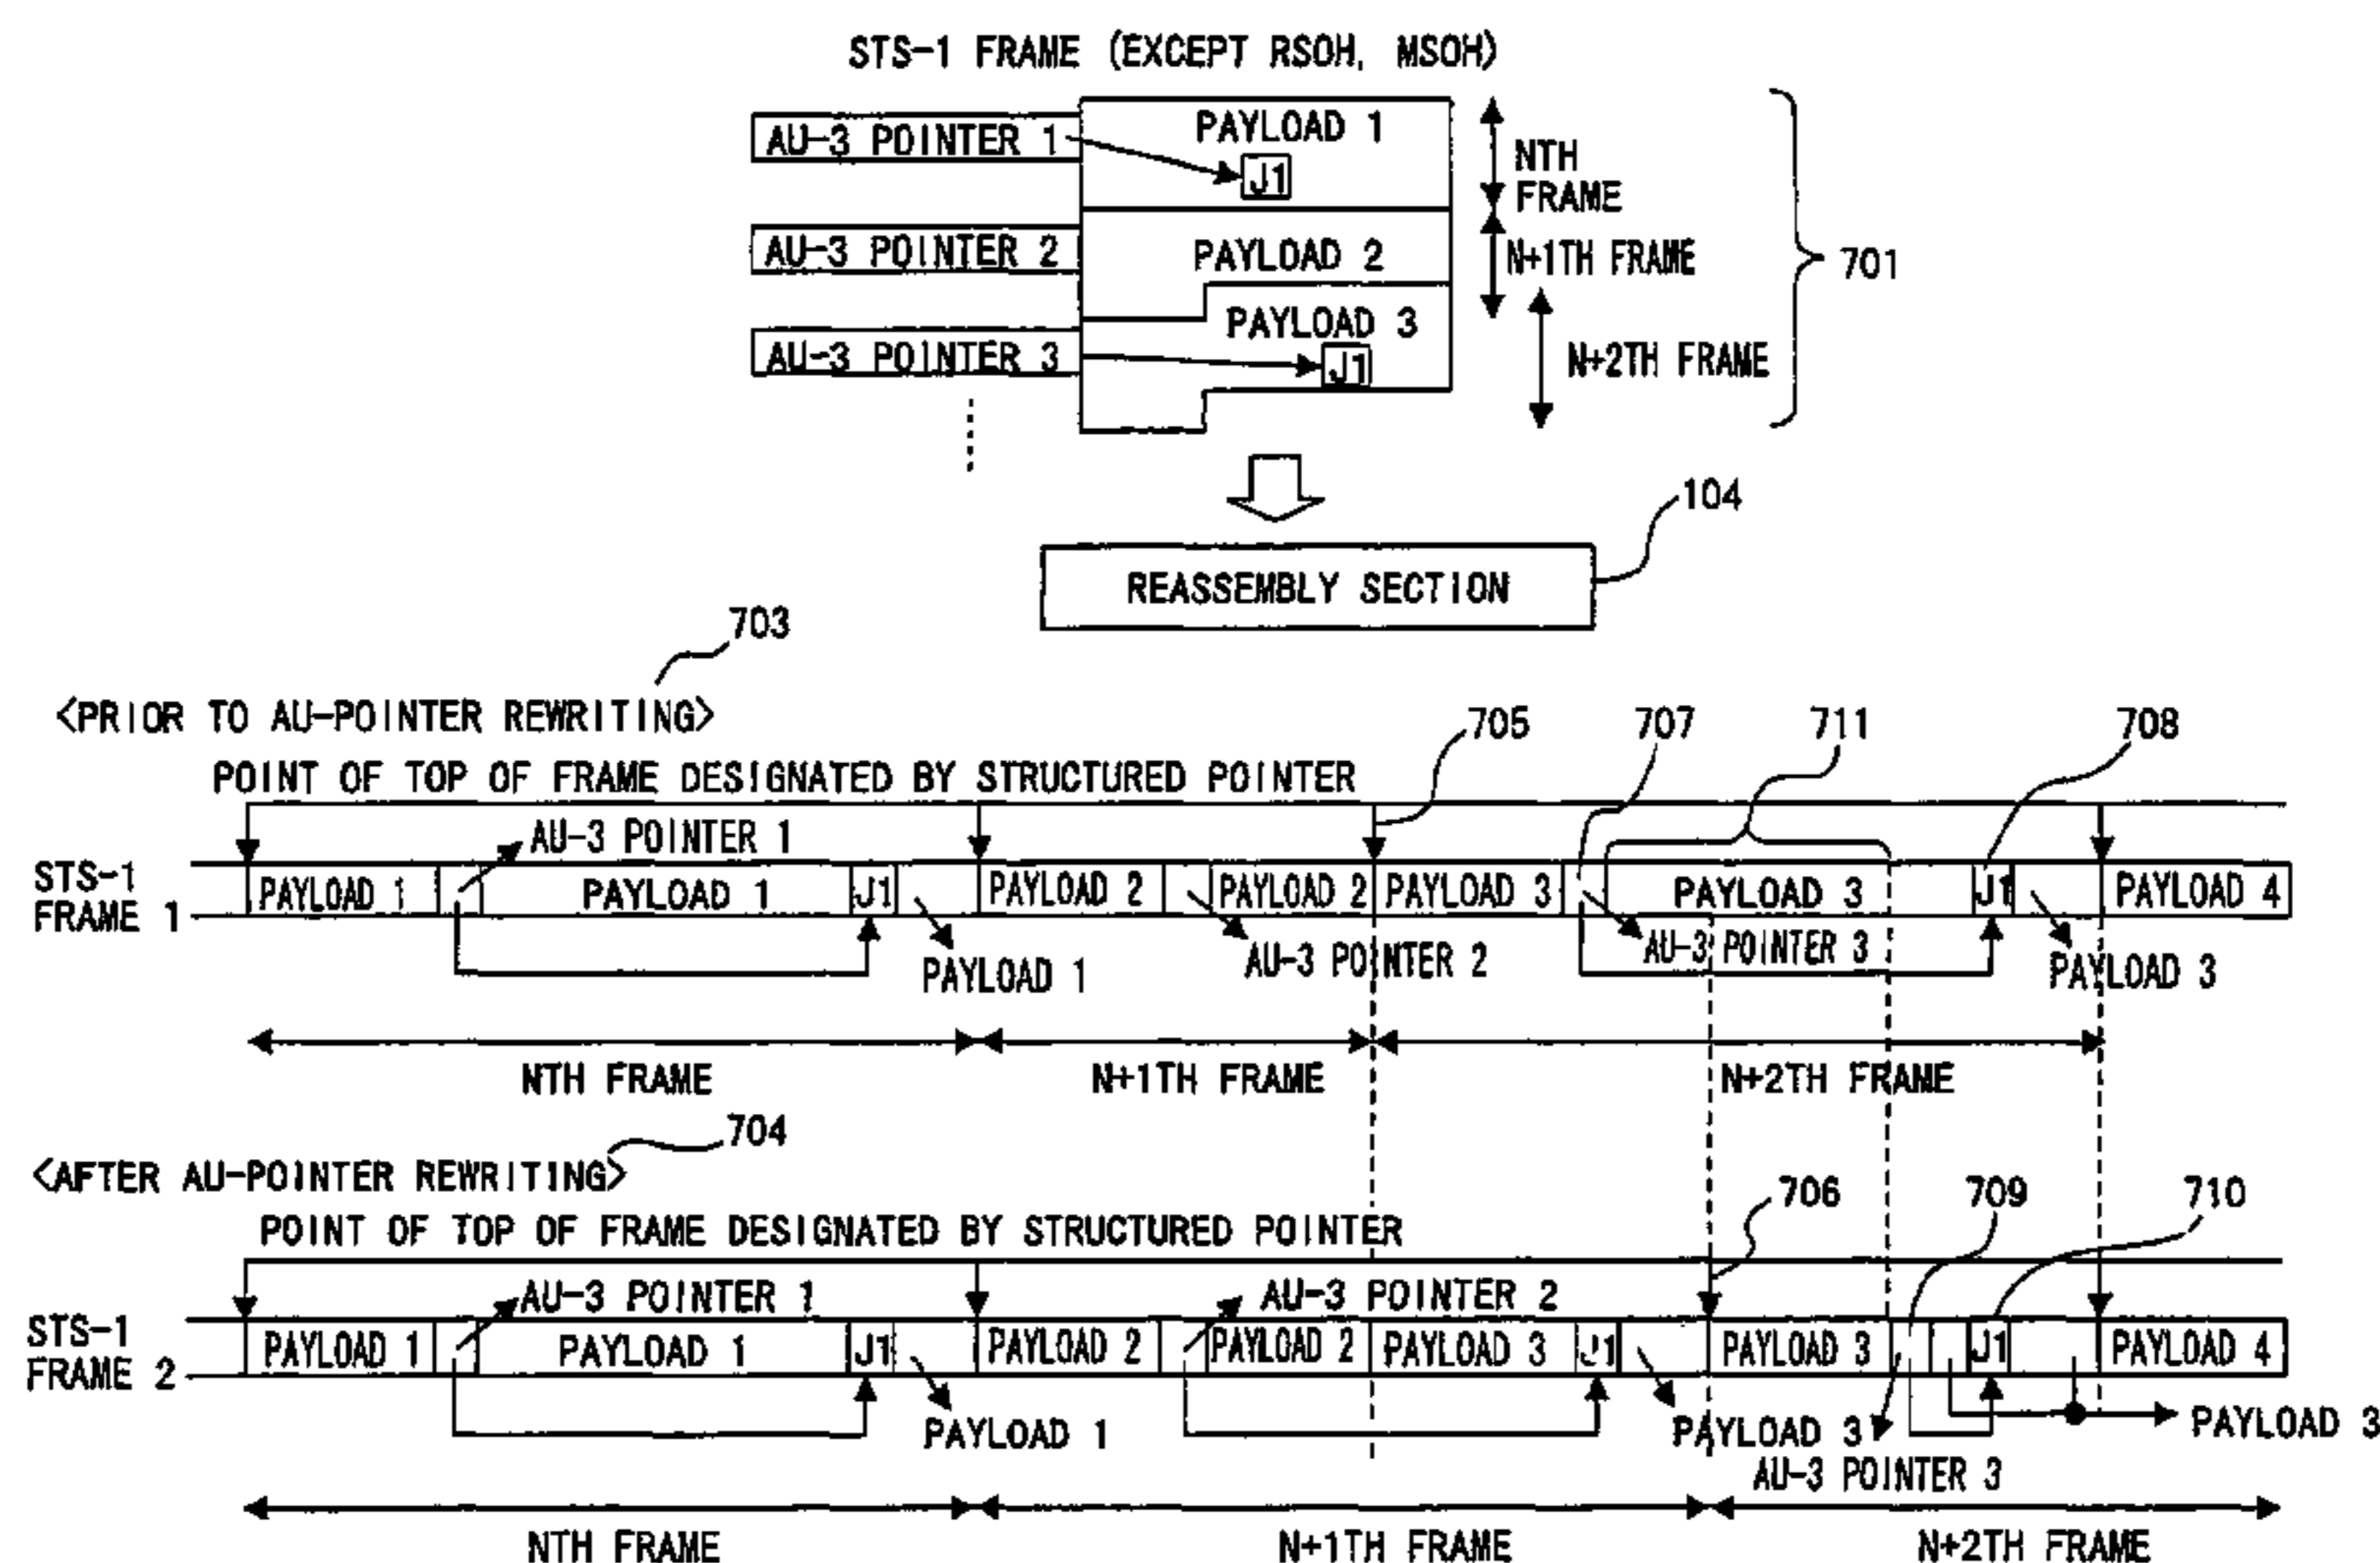 STS-1 FRAME (EXCEPT RSOH, MSOH)
AU-3 POINTER 1
PAYLOAD 1
J1
NTH
FRAME
AU-3 POINTER 2
PAYLOAD 2
N+1TH FRAME
701
PAYLOAD 3
AU-3 POINTER 3
J1
N+2TH FRAME
104
REASSEMBLY SECTION
703
<PRIOR TO AU-POINTER REWRITING>
705
707
711
708
POINT OF TOP OF FRAME DESIGNATED BY STRUCTURED POINTER
AU-3 POINTER 1
STS-1
FRAME 1
PAYLOAD 1
PAYLOAD 1
J1
PAYLOAD 2
PAYLOAD 2
PAYLOAD 3
PAYLOAD 3
J1
PAYLOAD 4
PAYLOAD 1
AU-3 POINTER 2
AU-3 POINTER 3
PAYLOAD 3
NTH FRAME
N+1TH FRAME
N+2TH FRAME
704
<AFTER AU-POINTER REWRITING>
706
709
710
POINT OF TOP OF FRAME DESIGNATED BY STRUCTURED POINTER
AU-3 POINTER 1
AU-3 POINTER 2
STS-1
FRAME 2
PAYLOAD 1
PAYLOAD 1
J1
PAYLOAD 2
PAYLOAD 2
PAYLOAD 3
J1
PAYLOAD 3
J1
PAYLOAD 4
PAYLOAD 1
PAYLOAD 3
PAYLOAD 3
AU-3 POINTER 3
NTH FRAME
N+1TH FRAME
N+2TH FRAME